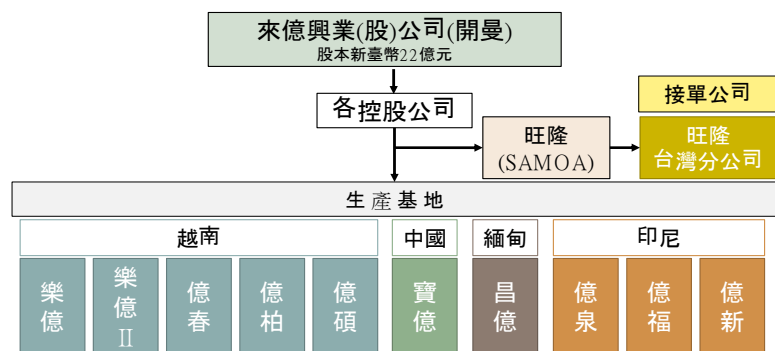 來億興業(股)公司(開曼)
股本新臺幣22億元
各控股公司
接單公司
旺隆
(SAMOA)
旺隆
台灣分公司
生產基地
越南
中國
緬甸
印尼
樂億
樂億II
億春
億柏
億碩
寶億
昌億
億泉
億福
億新